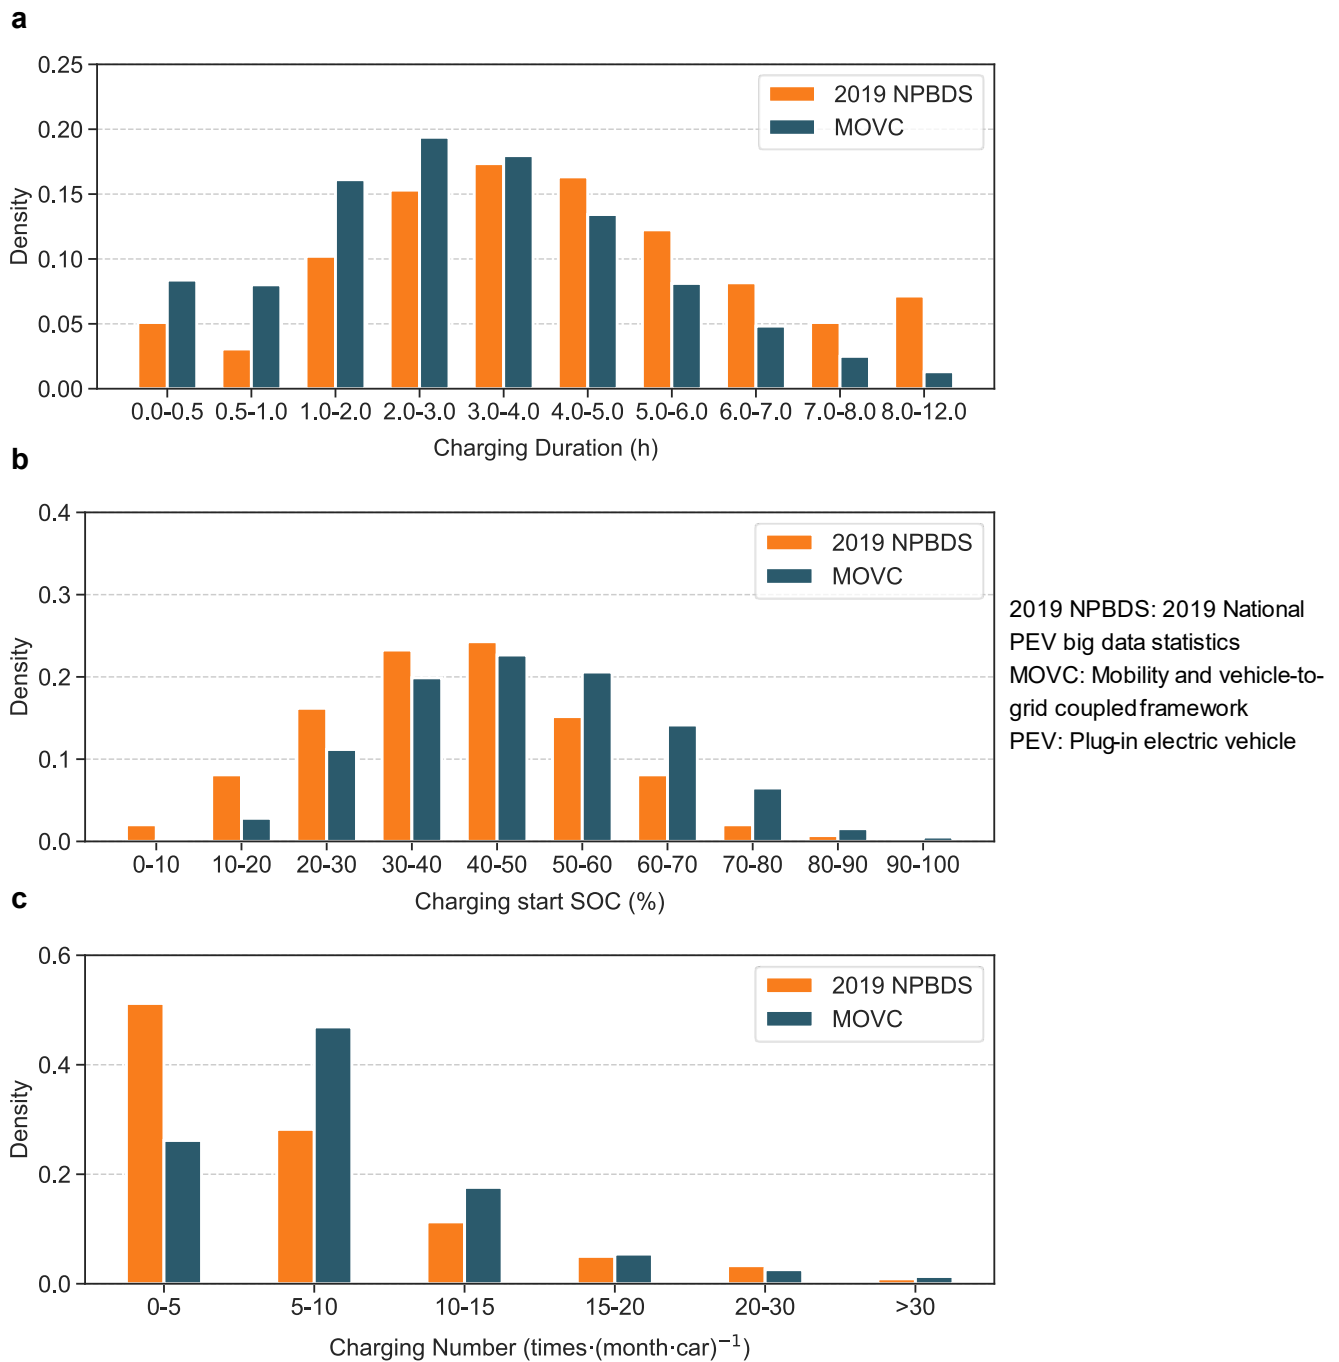 a
0.25
0.20
0.15
0.10
0.05
0.00
Density
2019 NPBDS
MOVC
0.0-0.5 0.5-1.0 1.0-2.0 2.0-3.0 3.0-4.0 4.0-5.0 5.0-6.0 6.0-7.0 7.0-8.0 8.0-12.0
Charging Duration (h)
b
0.4
0.3
0.2
0.1
0.0
Density
2019 NPBDS
MOVC
0-10 10-20 20-30 30-40 40-50 50-60 60-70 70-80 80-90 90-100
Charging start SOC (%)
2019 NPBDS: 2019 National
PEV big data statistics
MOVC: Mobility and vehicle-to-
grid coupled framework
PEV: Plug-in electric vehicle
c
0.6
0.4
0.2
0.0
Density
2019 NPBDS
MOVC
0-5 5-10 10-15 15-20 20-30 >30
Charging Number (times·(month·car)⁻¹)